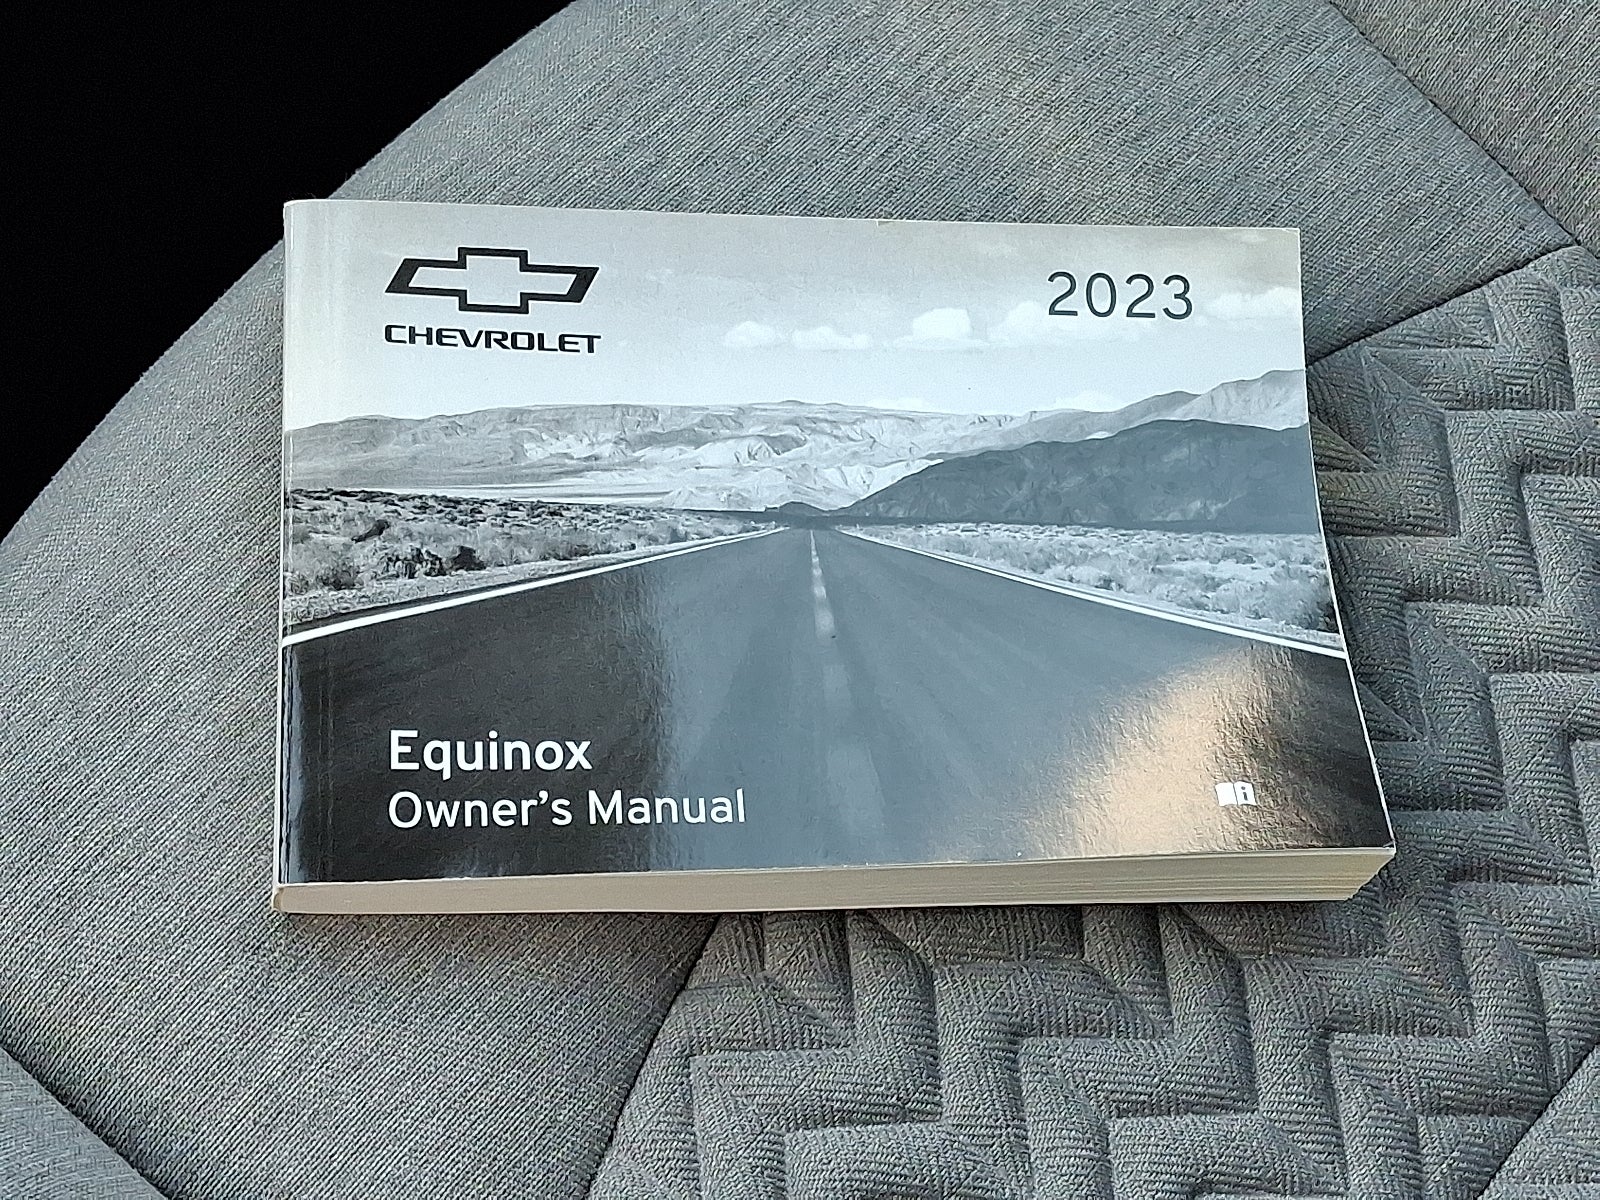 CHEVROLET
2023
Equinox
Owner's Manual